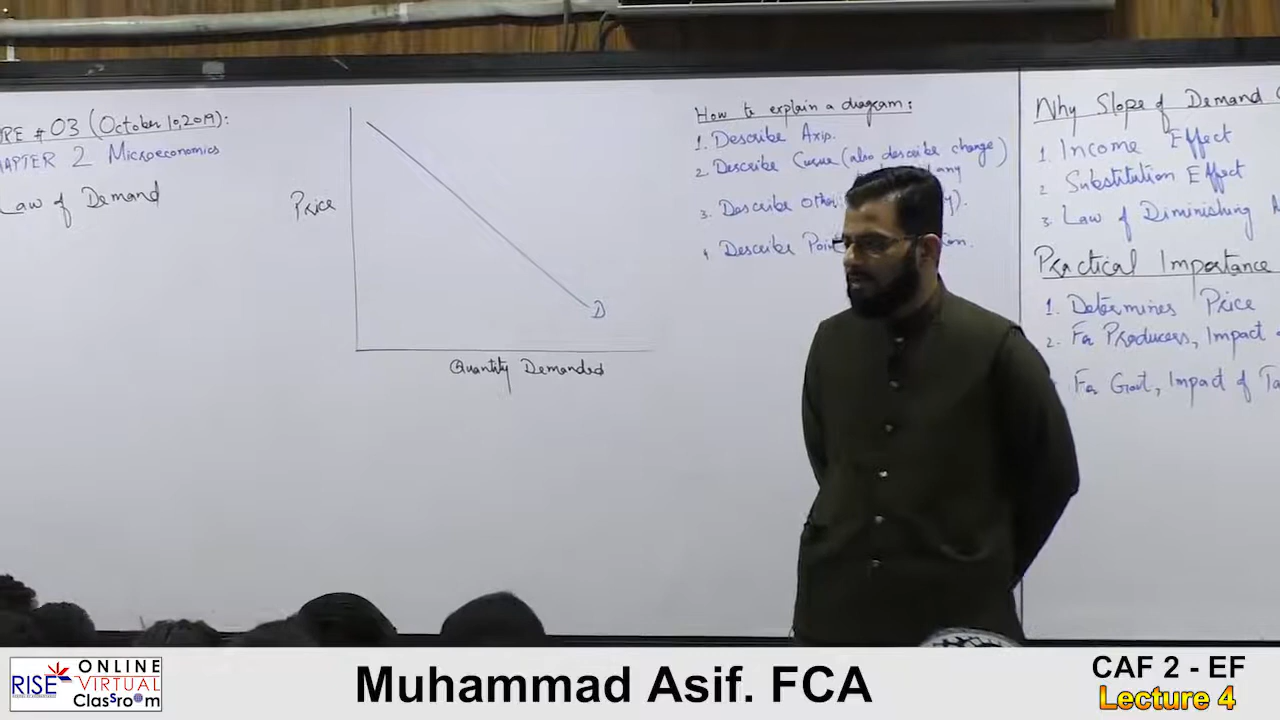 RE # 03 (October 10,2019):
APTER 2 Microeconomics
Law of Demand
Price
D
Quantity Demanded
How to explain a diagram:
1. Describe Axis.
2. Describe Curve (also describe change)
any
3. Describe Othe
4. Describe Poin
Why Slope of Demand
1. Income Effect
2 Substitution Effect
3. Law of Diminishing
Practical Importance
1. Determines Price
2. For Producers, Impact
For Govt, Impact of Ta
RISE
ONLINE
VIRTUAL
ClassrOom
Muhammad Asif. FCA
CAF 2 - EF
Lecture 4